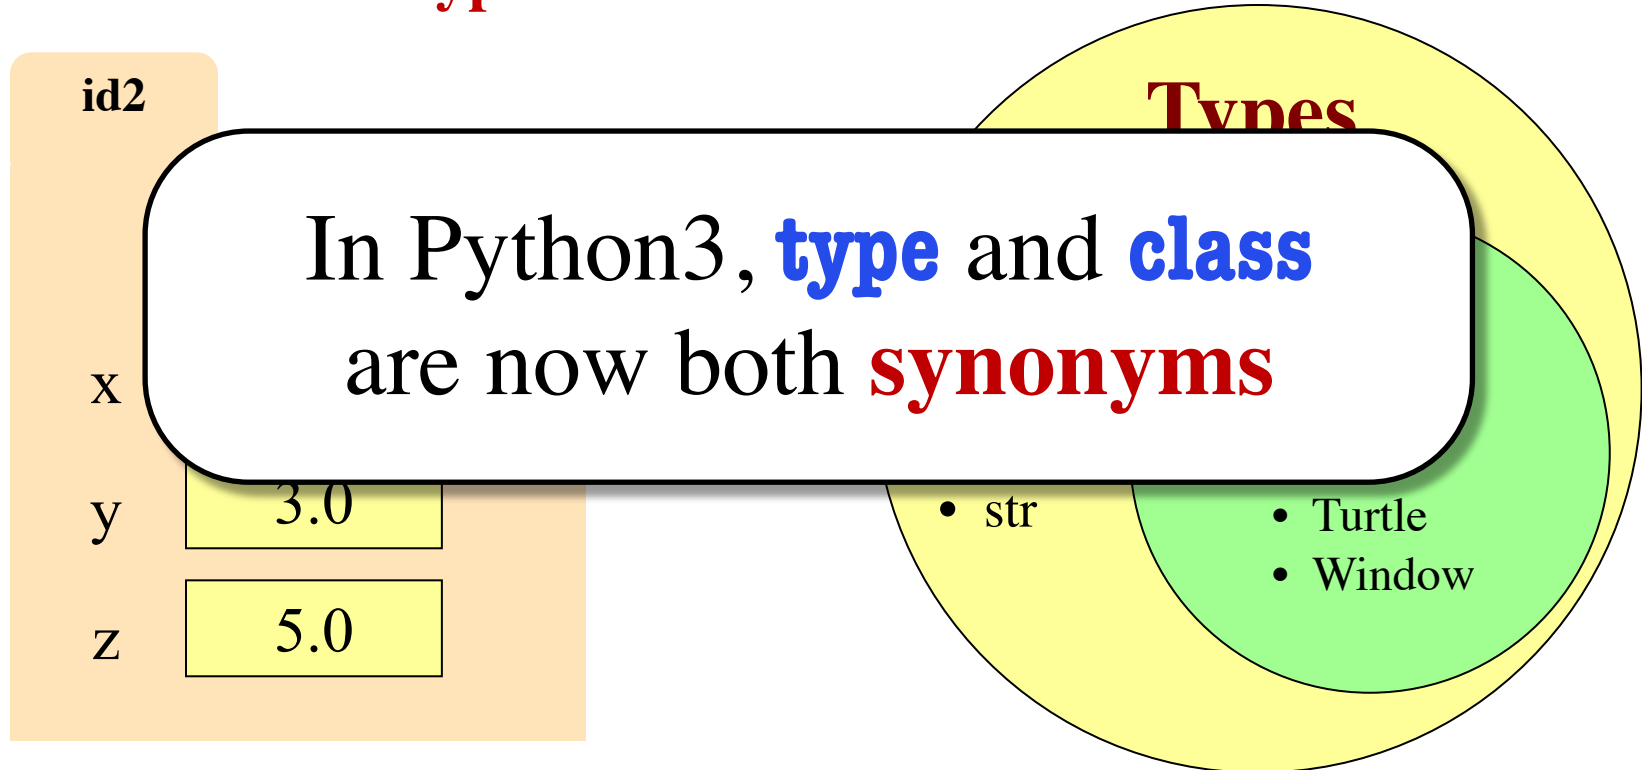 id2
Types
In Python3, type and class
are now both synonyms
x
y
3.0
z
5.0
• str
• Turtle
• Window